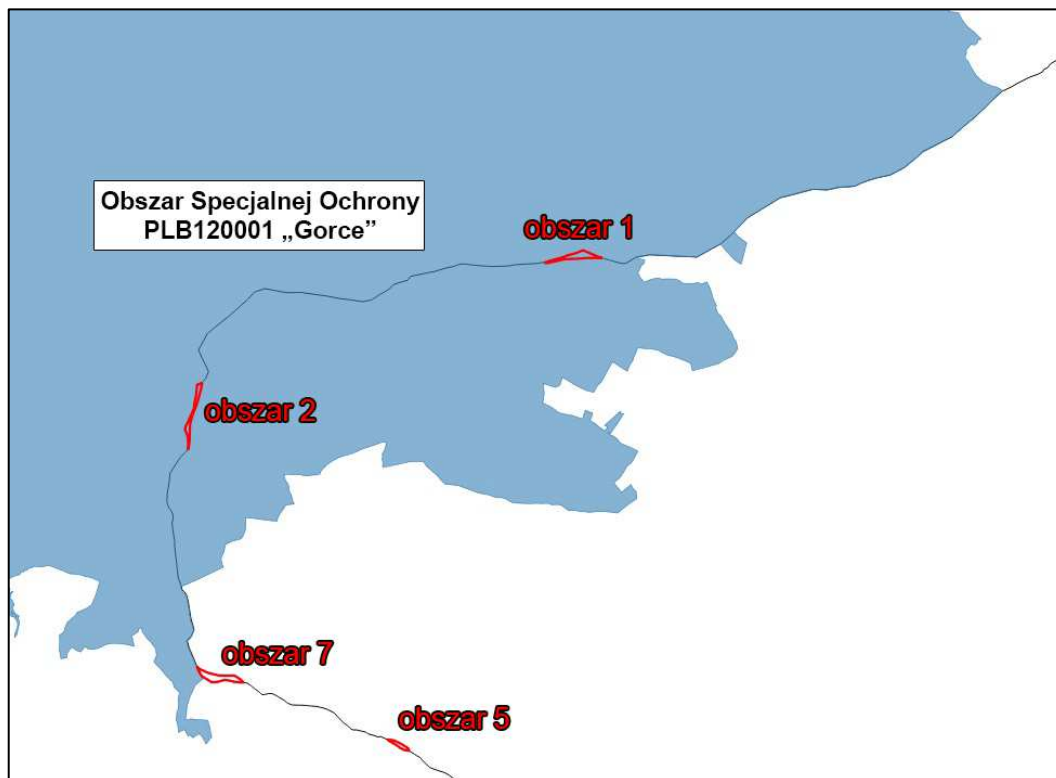 Obszar Specjalnej Ochrony
PLB120001 „Gorce”
obszar 1
obszar 2
obszar 7
obszar 5